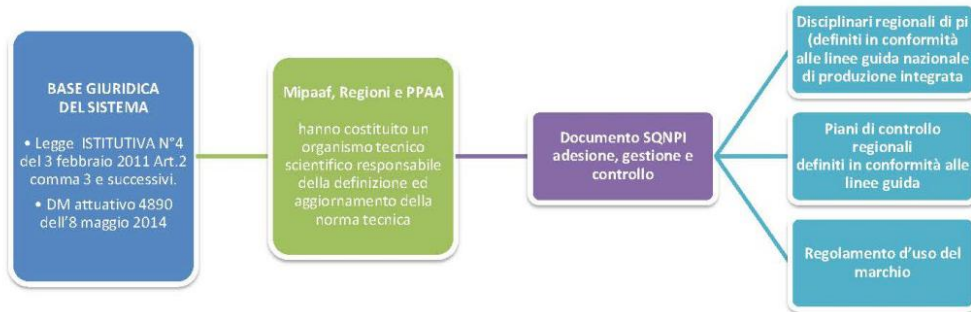 BASE GIURIDICA
DEL SISTEMA
• Legge ISTITUTIVA N°4
del 3 febbraio 2011 Art.2
comma 3 e successivi.
• DM attuativo 4890
dell'8 maggio 2014
Mipaaf, Regioni e PPAA
hanno costituito un
organismo tecnico
scientifico responsabile
della definizione ed
aggiornamento della
norma tecnica
Documento SQNPI
adesione, gestione e
controllo
Disciplinari regionali di pi
(definiti in conformità
alle linee guida nazionale
di produzione integrata
Piani di controllo
regionali
definiti in conformità alle
linee guida
Regolamento d'uso del
marchio